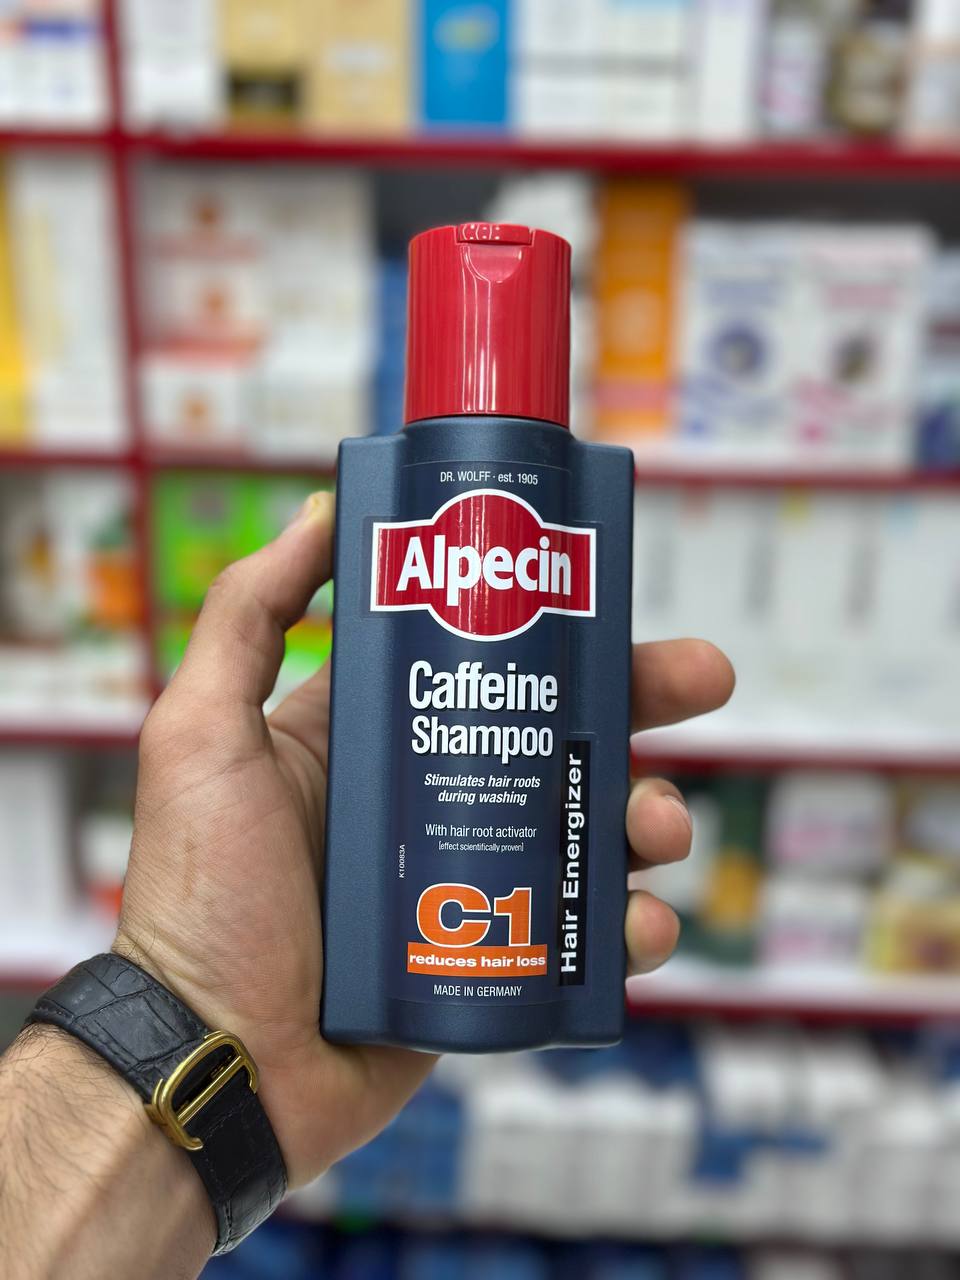 DR. WOLFF · est. 1905
Alpecin
Caffeine
Shampoo
Stimulates hair roots
during washing
With hair root activator
[effect scientifically proven]
K10083A
C1
reduces hair loss
Hair Energizer
MADE IN GERMANY